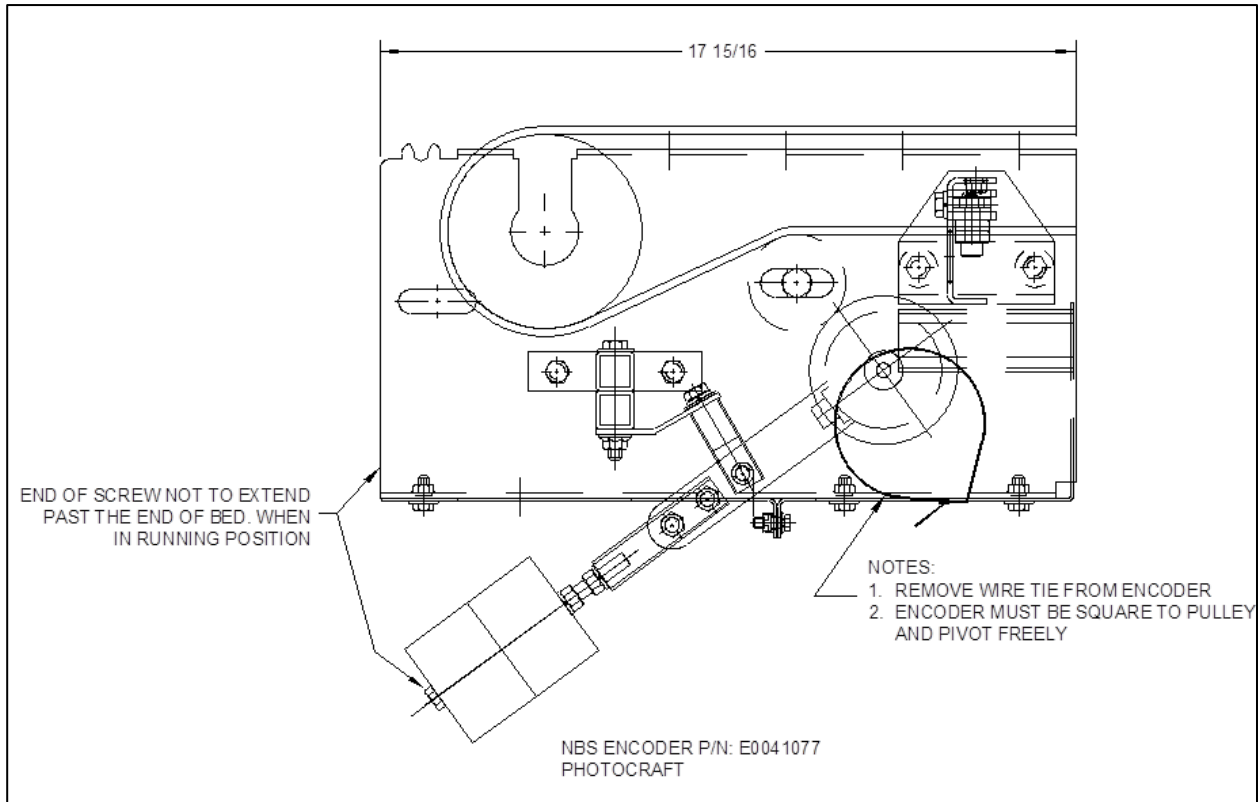 17 15/16
END OF SCREW NOT TO EXTEND
PAST THE END OF BED. WHEN
IN RUNNING POSITION
NOTES:
1. REMOVE WIRE TIE FROM ENCODER
2. ENCODER MUST BE SQUARE TO PULLEY
AND PIVOT FREELY
NBS ENCODER P/N: E0041077
PHOTOCRAFT